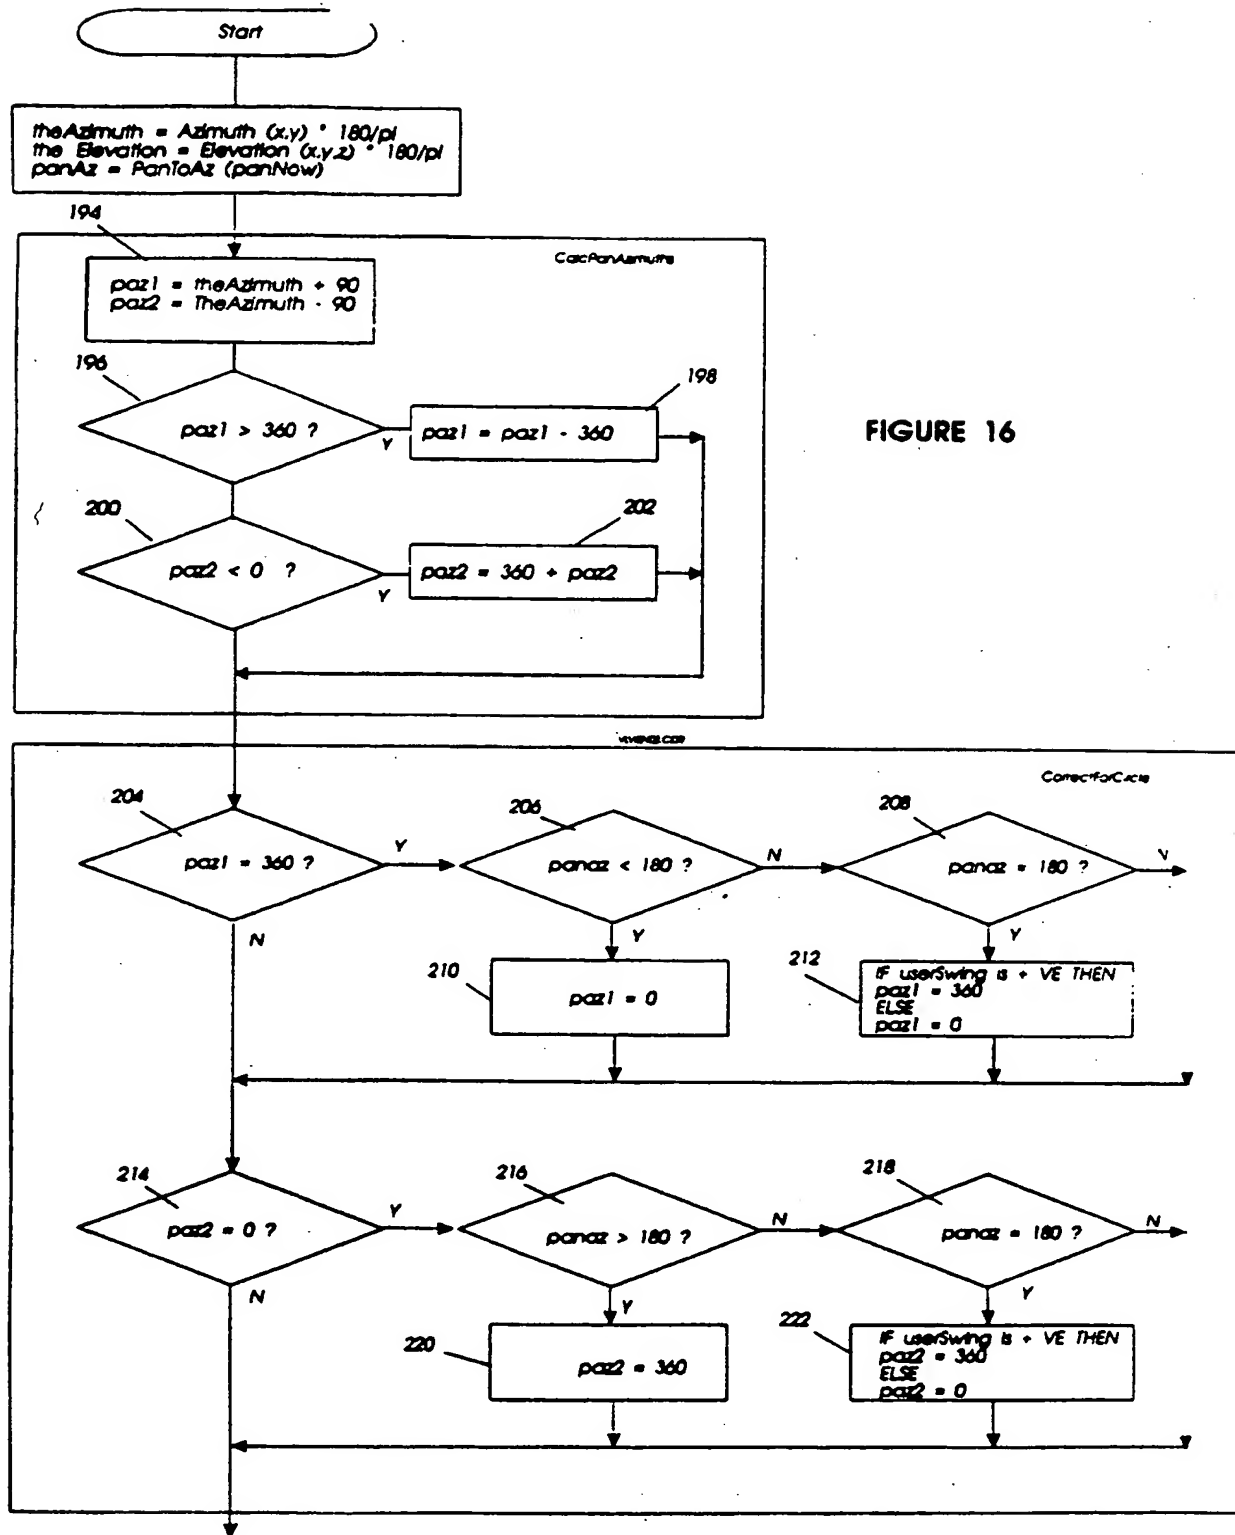 Start
theAzimuth = Azimuth (x,y) * 180/pi
the Elevation = Elevation (x,y,z) * 180/pi
panAz = PanToAz (panNow)
194
CalcPanAzimuths
paz1 = theAzimuth + 90
paz2 = TheAzimuth - 90
196
paz1 > 360 ?
Y
198
paz1 = paz1 - 360
FIGURE 16
200
paz2 < 0 ?
Y
202
paz2 = 360 + paz2
CorrectForCircle
204
paz1 = 360 ?
Y
N
206
panaz < 180 ?
N
Y
208
panaz = 180 ?
Y
210
paz1 = 0
212
IF userSwing is + VE THEN
paz1 = 360
ELSE
paz1 = 0
214
paz2 = 0 ?
Y
N
216
panaz > 180 ?
N
Y
218
panaz = 180 ?
N
Y
220
paz2 = 360
222
IF userSwing is + VE THEN
paz2 = 360
ELSE
paz2 = 0